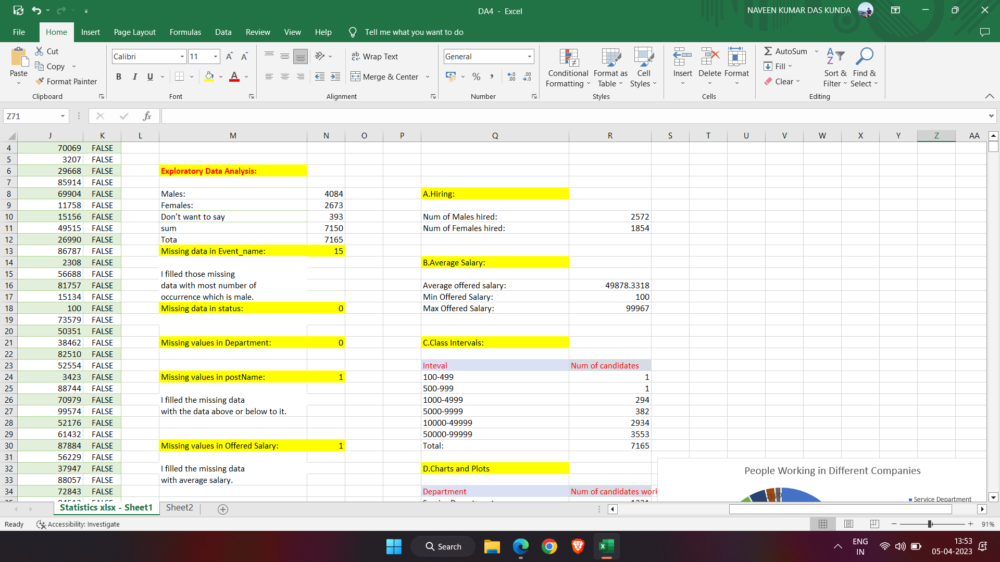 DA4 - Excel
NAVEEN KUMAR DAS KUNDA
File Home Insert Page Layout Formulas Data Review View Help Tell me what you want to do
Paste
Cut
Copy
Format Painter
Clipboard
Calibri 11
B I U A
Font
ab Wrap Text
Merge & Center
Alignment
General
% ,
Number
Conditional Formatting
Format as Table
Cell Styles
Styles
Insert Delete Format
Cells
AutoSum
Fill
Clear
Sort & Filter
Find & Select
Editing
Z71 fx
J K L M N O P Q R S T U V W X Y Z AA
4 70069 FALSE
5 3207 FALSE
6 29668 FALSE Exploratory Data Analysis:
7 85914 FALSE
8 69904 FALSE Males: 4084 A.Hiring:
9 11758 FALSE Females: 2673
10 15156 FALSE Don’t want to say 393 Num of Males hired: 2572
11 49515 FALSE sum 7150 Num of Females hired: 1854
12 26990 FALSE Tota 7165
13 86787 FALSE Missing data in Event_name: 15
14 2308 FALSE B.Average Salary:
15 56688 FALSE I filled those missing
16 81757 FALSE data with most number of Average offered salary: 49878.3318
17 15134 FALSE occurrence which is male. Min Offered Salary: 100
18 100 FALSE Missing data in status: 0 Max Offered Salary: 99967
19 73579 FALSE
20 50351 FALSE
21 38462 FALSE Missing values in Department: 0 C.Class Intervals:
22 82510 FALSE
23 52554 FALSE Inteval Num of candidates
24 3423 FALSE Missing values in postName: 1 100-499 1
25 88744 FALSE 500-999 1
26 70979 FALSE I filled the missing data 1000-4999 294
27 99574 FALSE with the data above or below to it. 5000-9999 382
28 52176 FALSE 10000-49999 2934
29 61432 FALSE 50000-99999 3553
30 87884 FALSE Missing values in Offered Salary: 1 Total: 7165
31 56229 FALSE
32 37947 FALSE I filled the missing data D.Charts and Plots
33 88057 FALSE with average salary.
34 72843 FALSE Department Num of candidates work
People Working in Different Companies
Service Department
Statistics xlsx - Sheet1 Sheet2
Ready Accessibility: Investigate 91%
Search
ENG
IN
13:53
05-04-2023